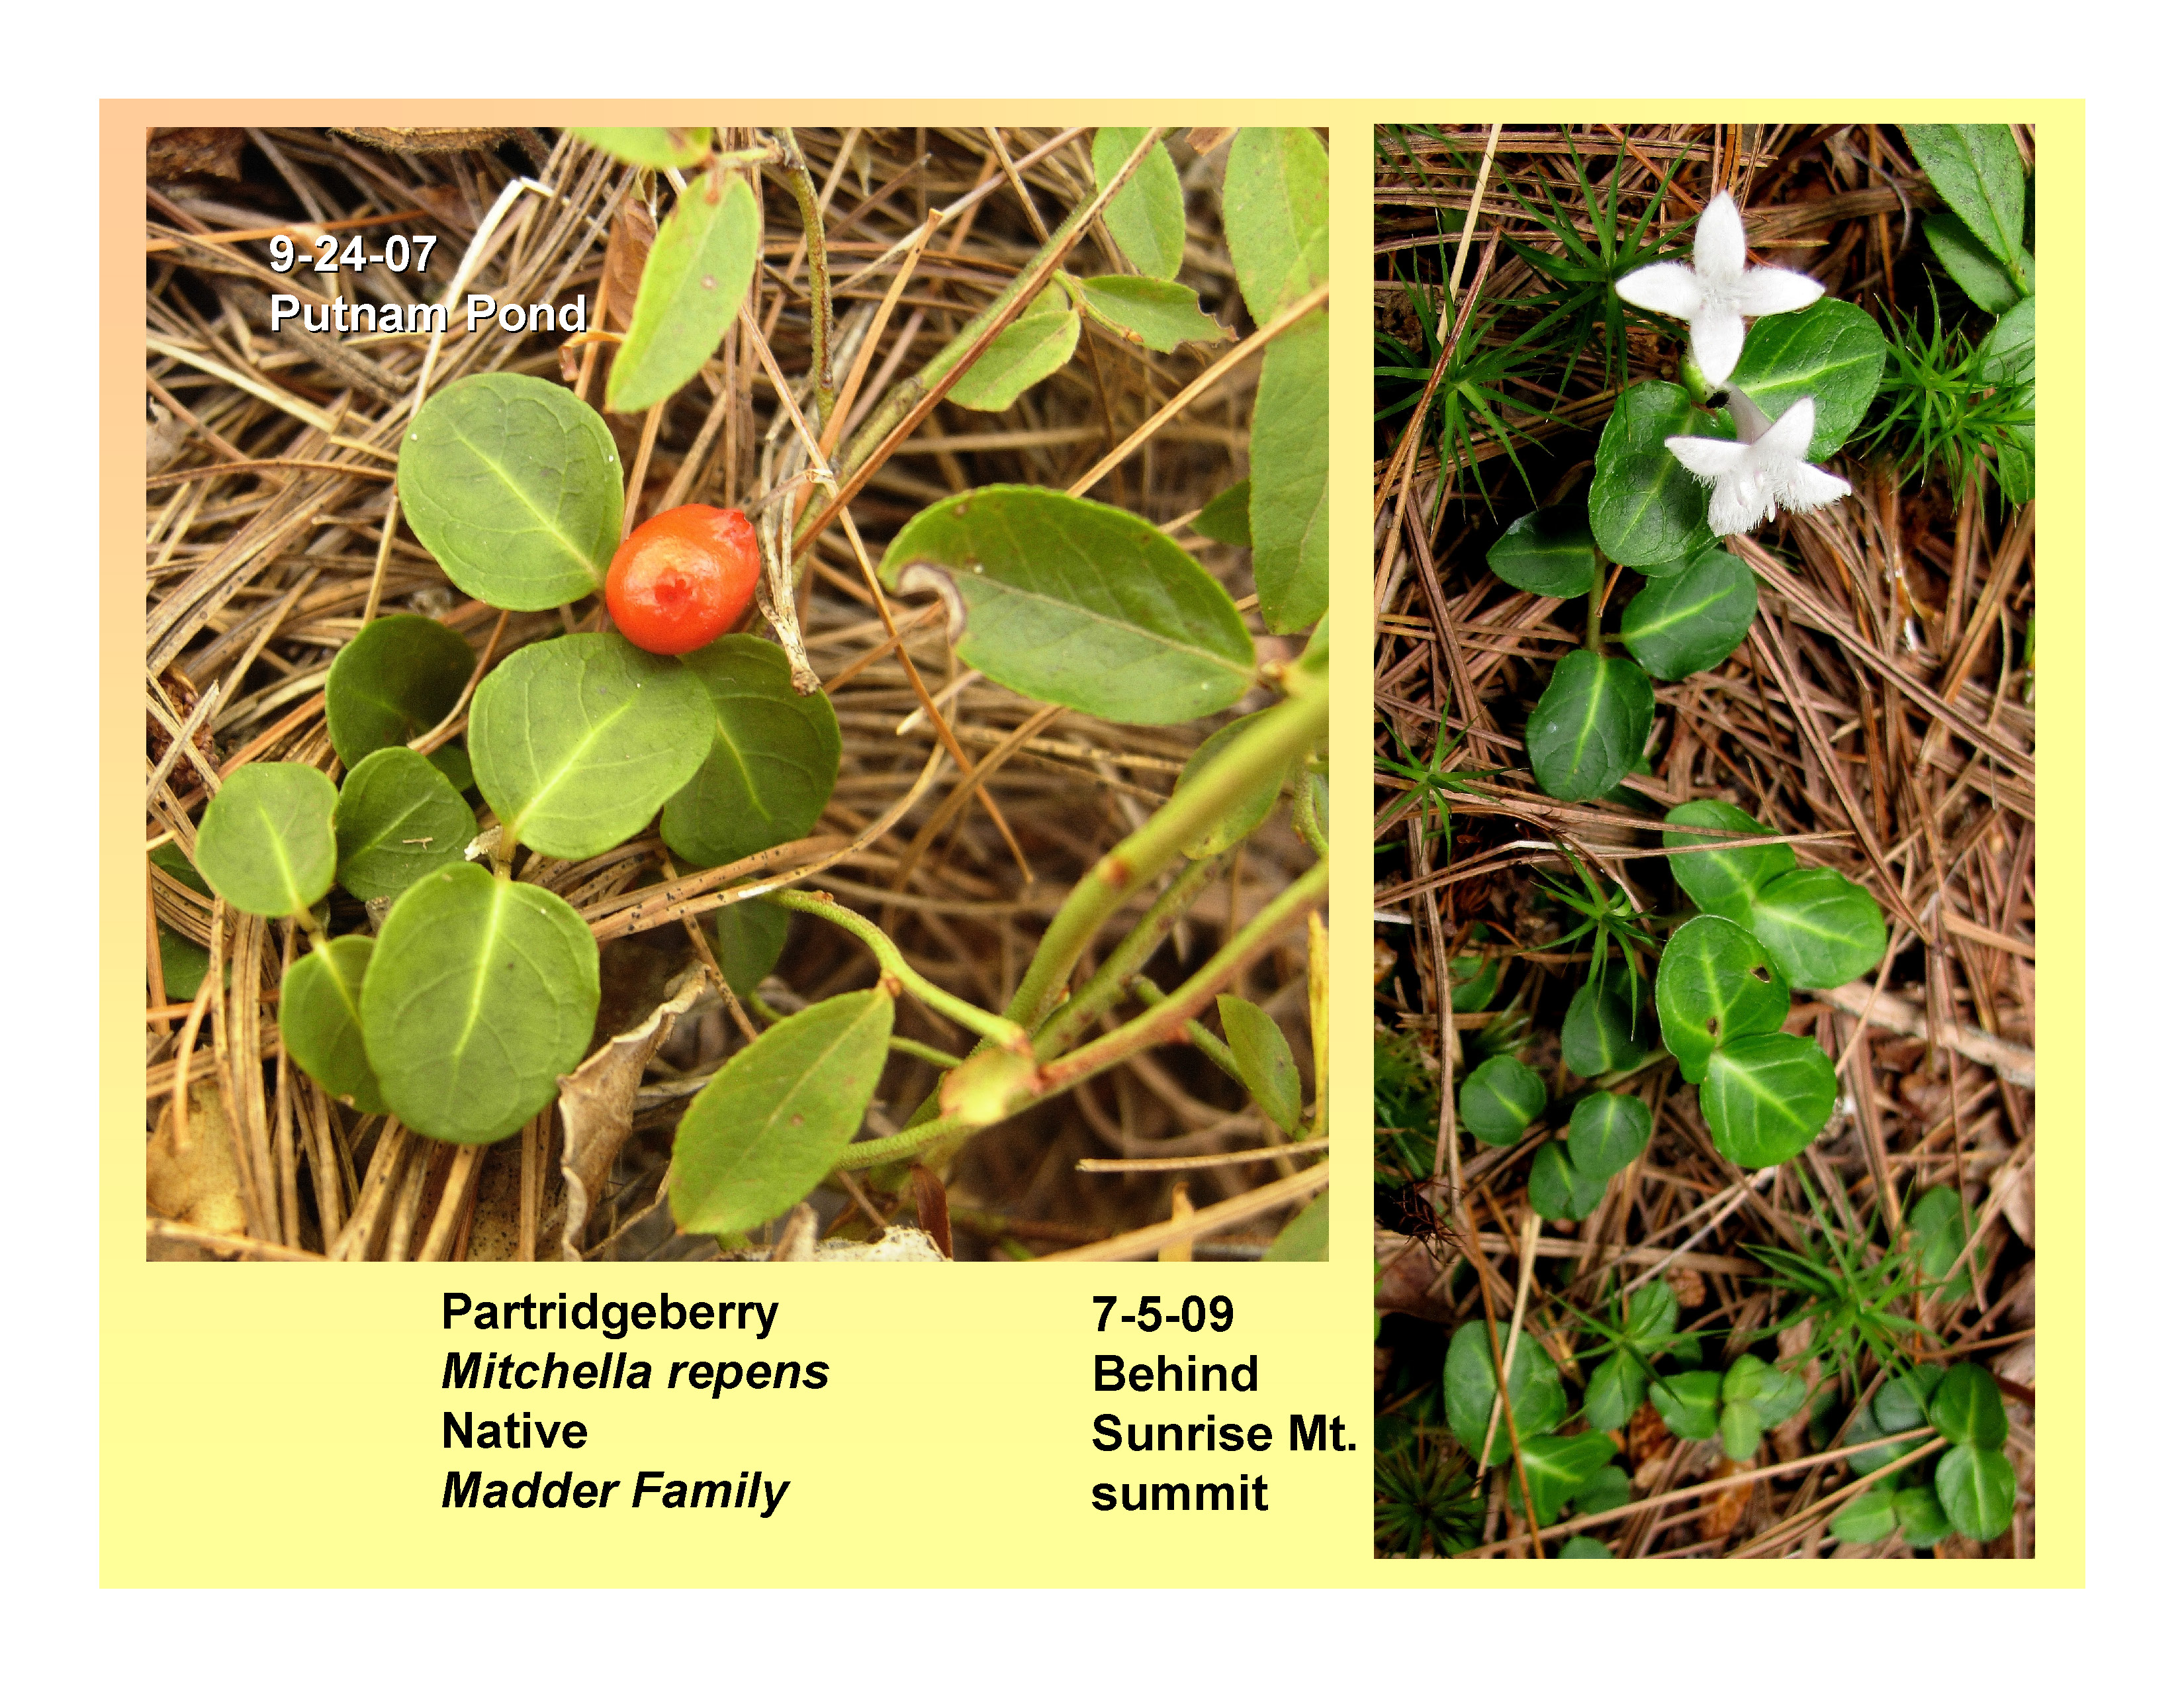 9-24-07
Putnam Pond
Partridgeberry
Mitchella repens
Native
Madder Family
7-5-09
Behind
Sunrise Mt.
summit